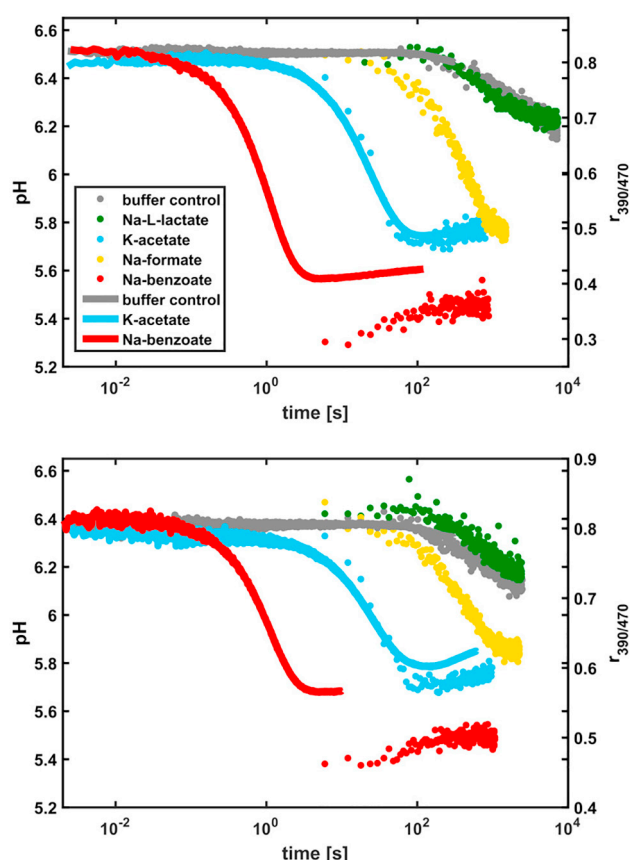 6.6
6.4
6.2
6
5.8
5.6
5.4
5.2
pH
buffer control
Na-L-lactate
K-acetate
Na-formate
Na-benzoate
buffer control
K-acetate
Na-benzoate
0.8
0.7
0.6
0.5
0.4
0.3
r390/470
10-2
100
102
104
time [s]
6.6
6.4
6.2
6
5.8
5.6
5.4
5.2
pH
0.9
0.8
0.7
0.6
0.5
0.4
r390/470
10-2
100
102
104
time [s]